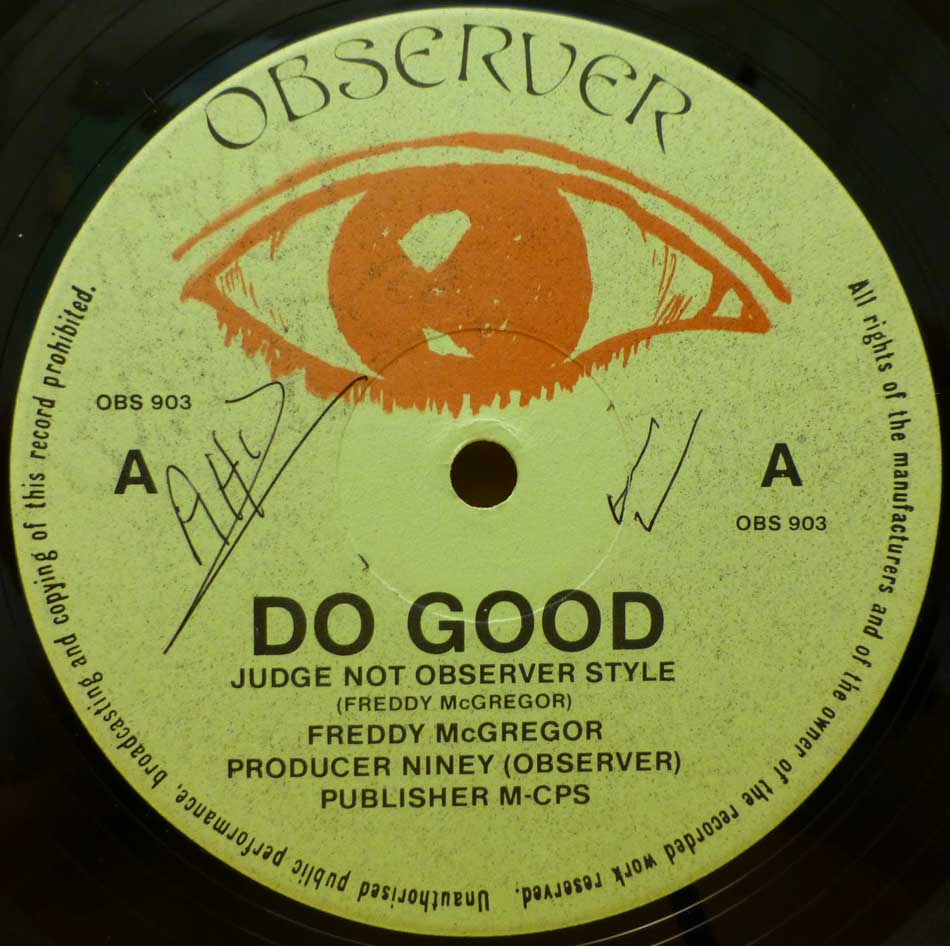 OBSERVER
OBS 903
A
A
OBS 903
DO GOOD
JUDGE NOT OBSERVER STYLE
(FREDDY McGREGOR)
FREDDY McGREGOR
PRODUCER NINEY (OBSERVER)
PUBLISHER M-CPS
All rights of the manufacturers and of the owner of the recorded work reserved.
Unauthorised public performance, broadcasting and copying of this record prohibited.